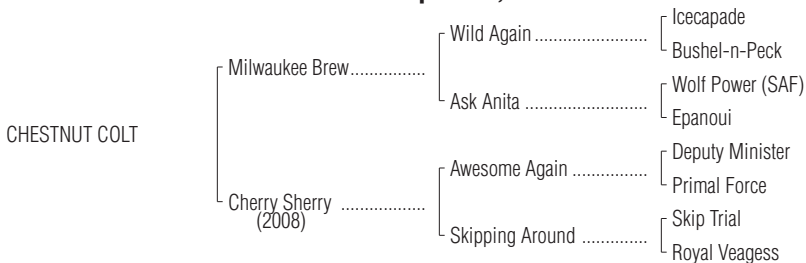 Icecapade
Wild Again
Bushel-n-Peck
Milwaukee Brew
Wolf Power (SAF)
Ask Anita
Epanoui
CHESTNUT COLT
Deputy Minister
Awesome Again
Primal Force
Cherry Sherry
(2008)
Skip Trial
Skipping Around
Royal Veagess